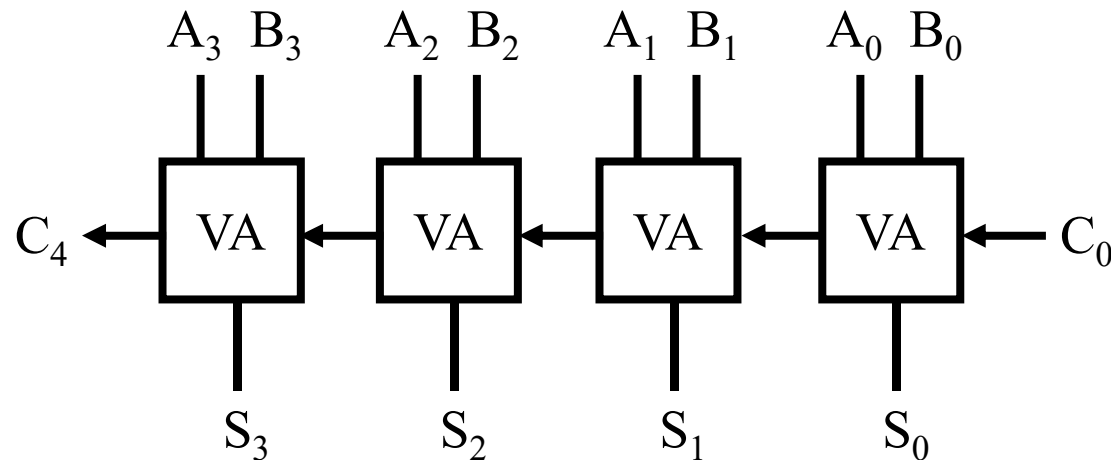 A₃ B₃ A₂ B₂ A₁ B₁ A₀ B₀
C₄ VA VA VA VA C₀
S₃ S₂ S₁ S₀